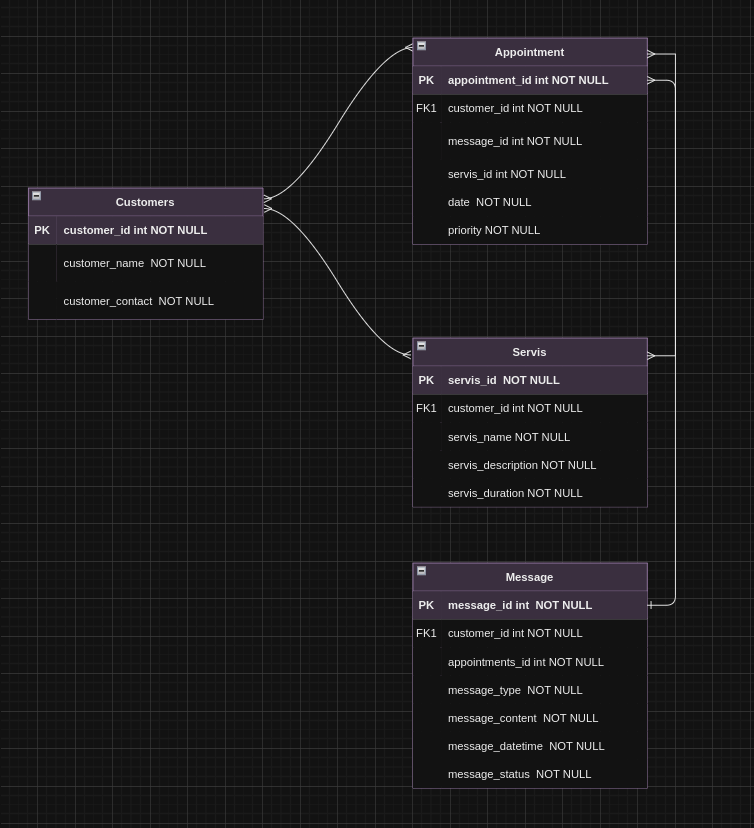 Appointment
PK appointment_id int NOT NULL
FK1 customer_id int NOT NULL
message_id int NOT NULL
servis_id int NOT NULL
date NOT NULL
priority NOT NULL
Customers
PK customer_id int NOT NULL
customer_name NOT NULL
customer_contact NOT NULL
Servis
PK servis_id NOT NULL
FK1 customer_id int NOT NULL
servis_name NOT NULL
servis_description NOT NULL
servis_duration NOT NULL
Message
PK message_id int NOT NULL
FK1 customer_id int NOT NULL
appointments_id int NOT NULL
message_type NOT NULL
message_content NOT NULL
message_datetime NOT NULL
message_status NOT NULL